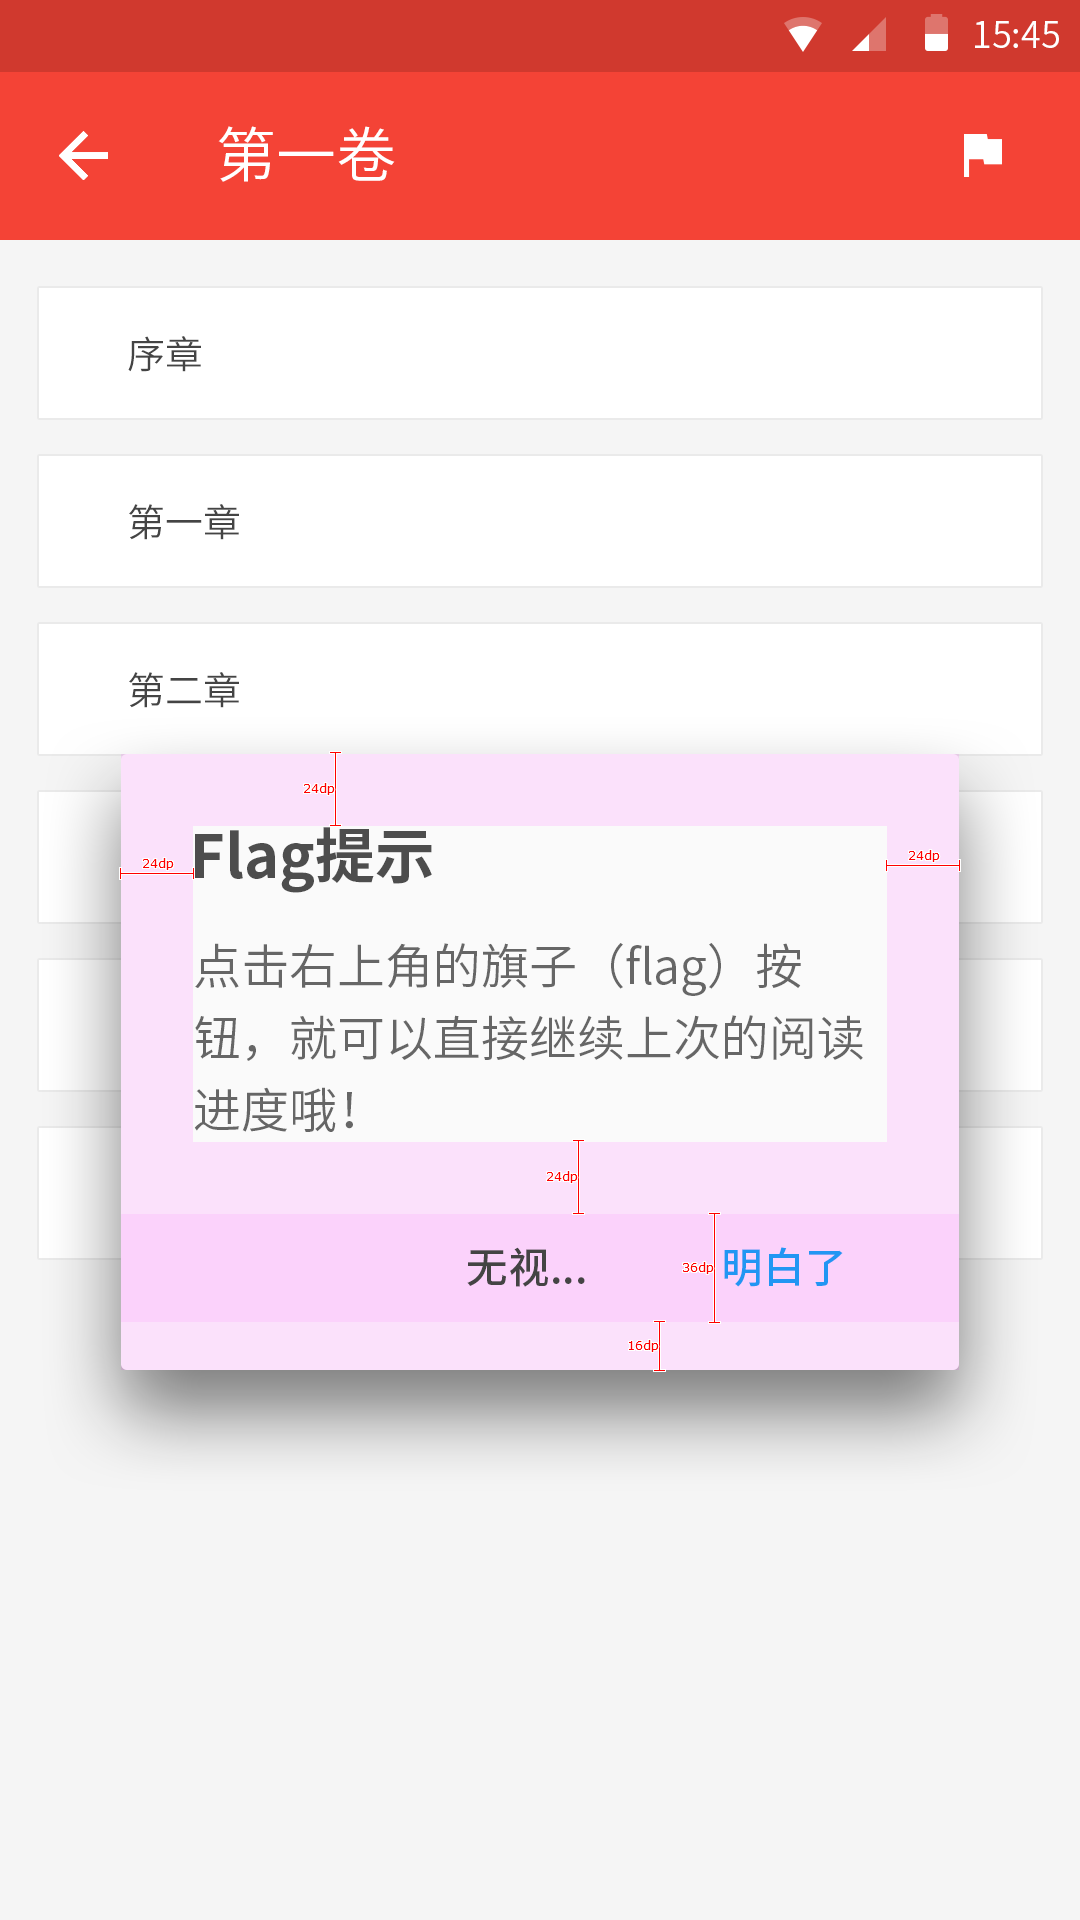 15:45
第一卷
序章
第一章
第二章
24dp
Flag提示
24dp
24dp
点击右上角的旗子（flag）按
钮，就可以直接继续上次的阅读
进度哦！
24dp
无视...
36dp
明白了
16dp